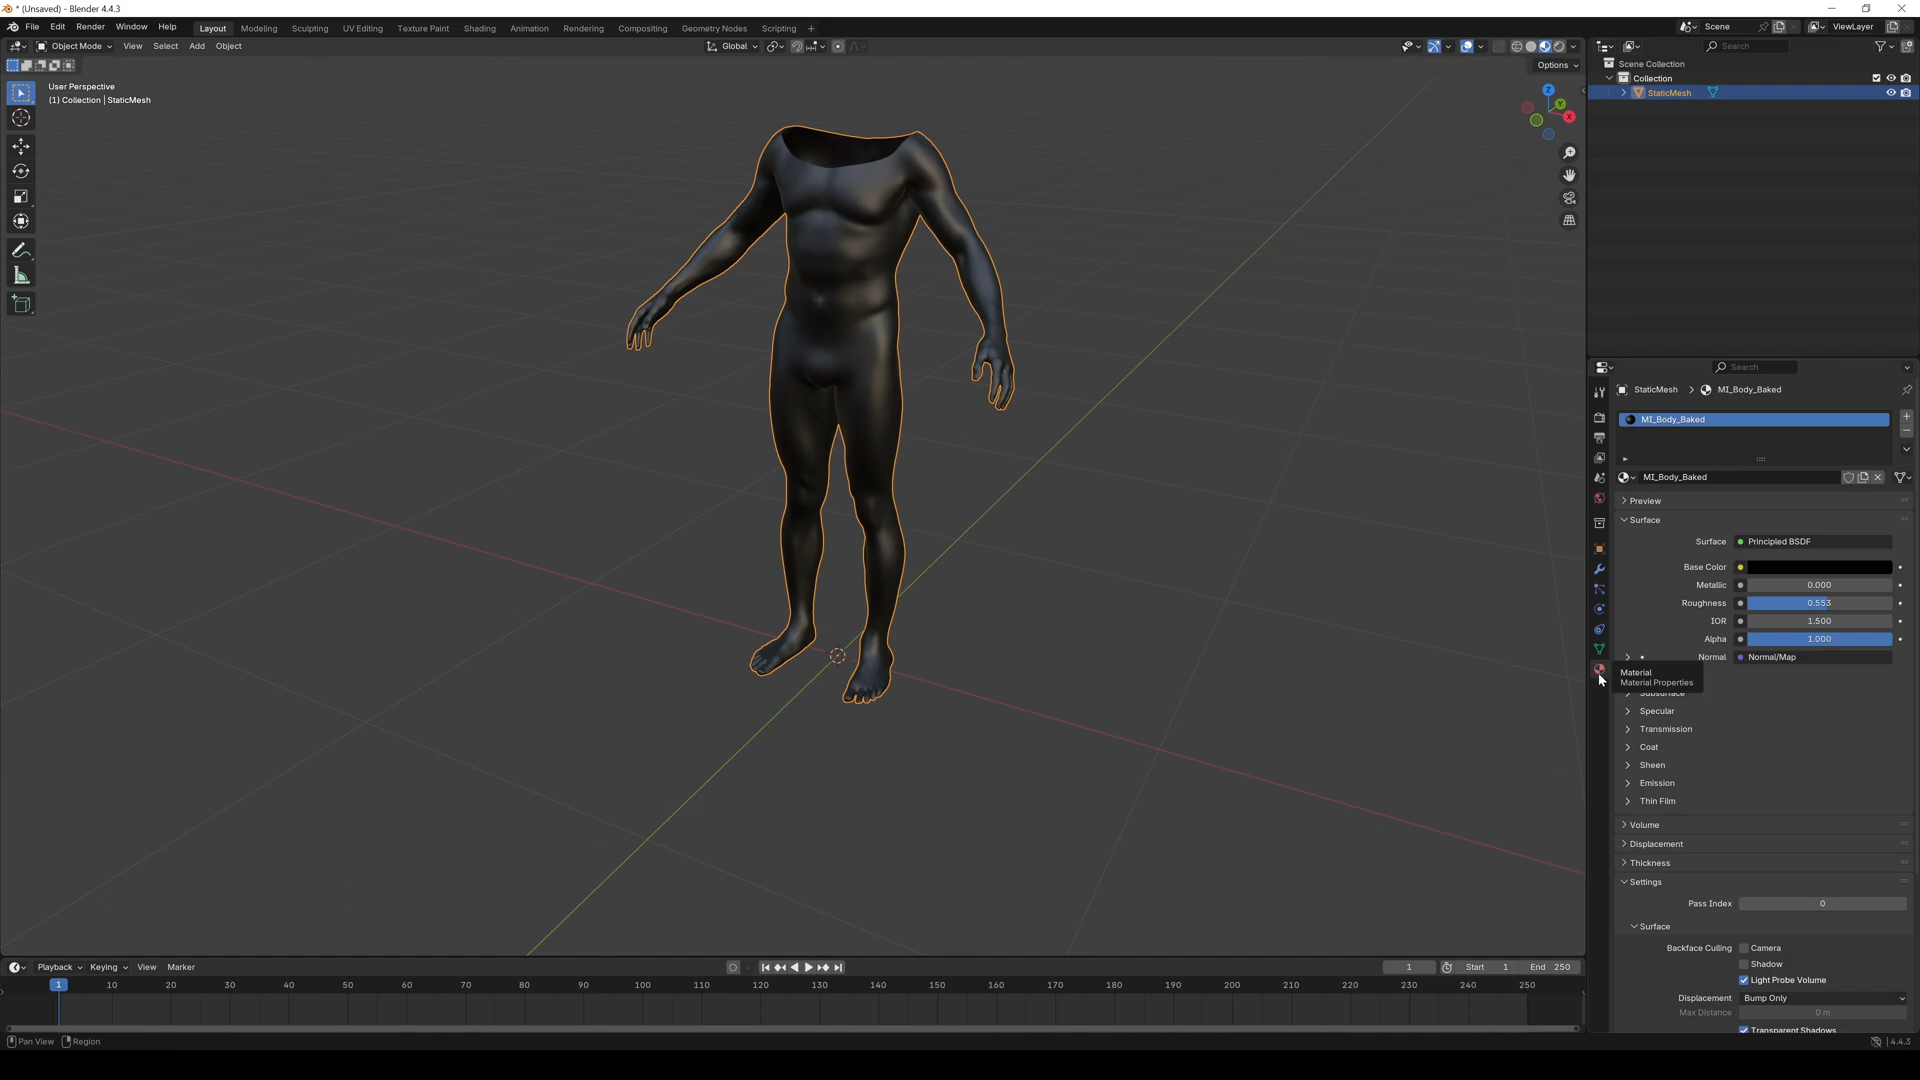 * (Unsaved) - Blender 4.4.3
File Edit Render Window Help Layout Modeling Sculpting UV Editing Texture Paint Shading Animation Rendering Compositing Geometry Nodes Scripting + Scene ViewLayer
Object Mode View Select Add Object Global Search
Options
User Perspective
(1) Collection | StaticMesh
Z
Y
X
Scene Collection
Collection
StaticMesh
Search
StaticMesh > MI_Body_Baked
MI_Body_Baked
MI_Body_Baked
Preview
Surface
Surface Principled BSDF
Base Color
Metallic 0.000
Roughness 0.553
IOR 1.500
Alpha 1.000
Normal Normal/Map
Material
Material Properties
Subsurface
Specular
Transmission
Coat
Sheen
Emission
Thin Film
Volume
Displacement
Thickness
Settings
Pass Index 0
Surface
Backface Culling Camera
Shadow
Light Probe Volume
Displacement Bump Only
Max Distance 0 m
Transparent Shadows
Playback Keying View Marker 1 Start 1 End 250
1 10 20 30 40 50 60 70 80 90 100 110 120 130 140 150 160 170 180 190 200 210 220 230 240 250
Pan View Region 4.4.3